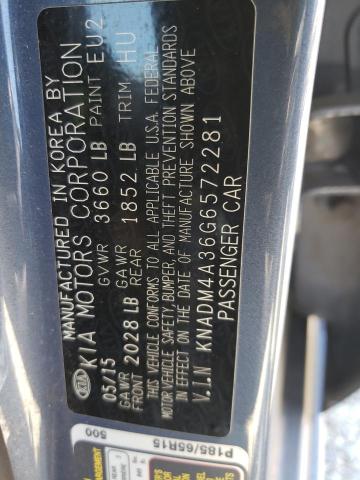 MANUFACTURED IN KOREA BY
KIA KIA MOTORS CORPORATION
05/15 GVWR 3660 LB PAINT EU2
GAWR FRONT 2028 LB GAWR REAR 1852 LB TRIM HU
THIS VEHICLE CONFORMS TO ALL APPLICABLE U.S.A. FEDERAL
MOTOR VEHICLE SAFETY, BUMPER, AND THEFT PREVENTION STANDARDS
IN EFFECT ON THE DATE OF MANUFACTURE SHOWN ABOVE
V.I.N KNADM4A36G6572281
PASSENGER CAR
P185/65R15
500